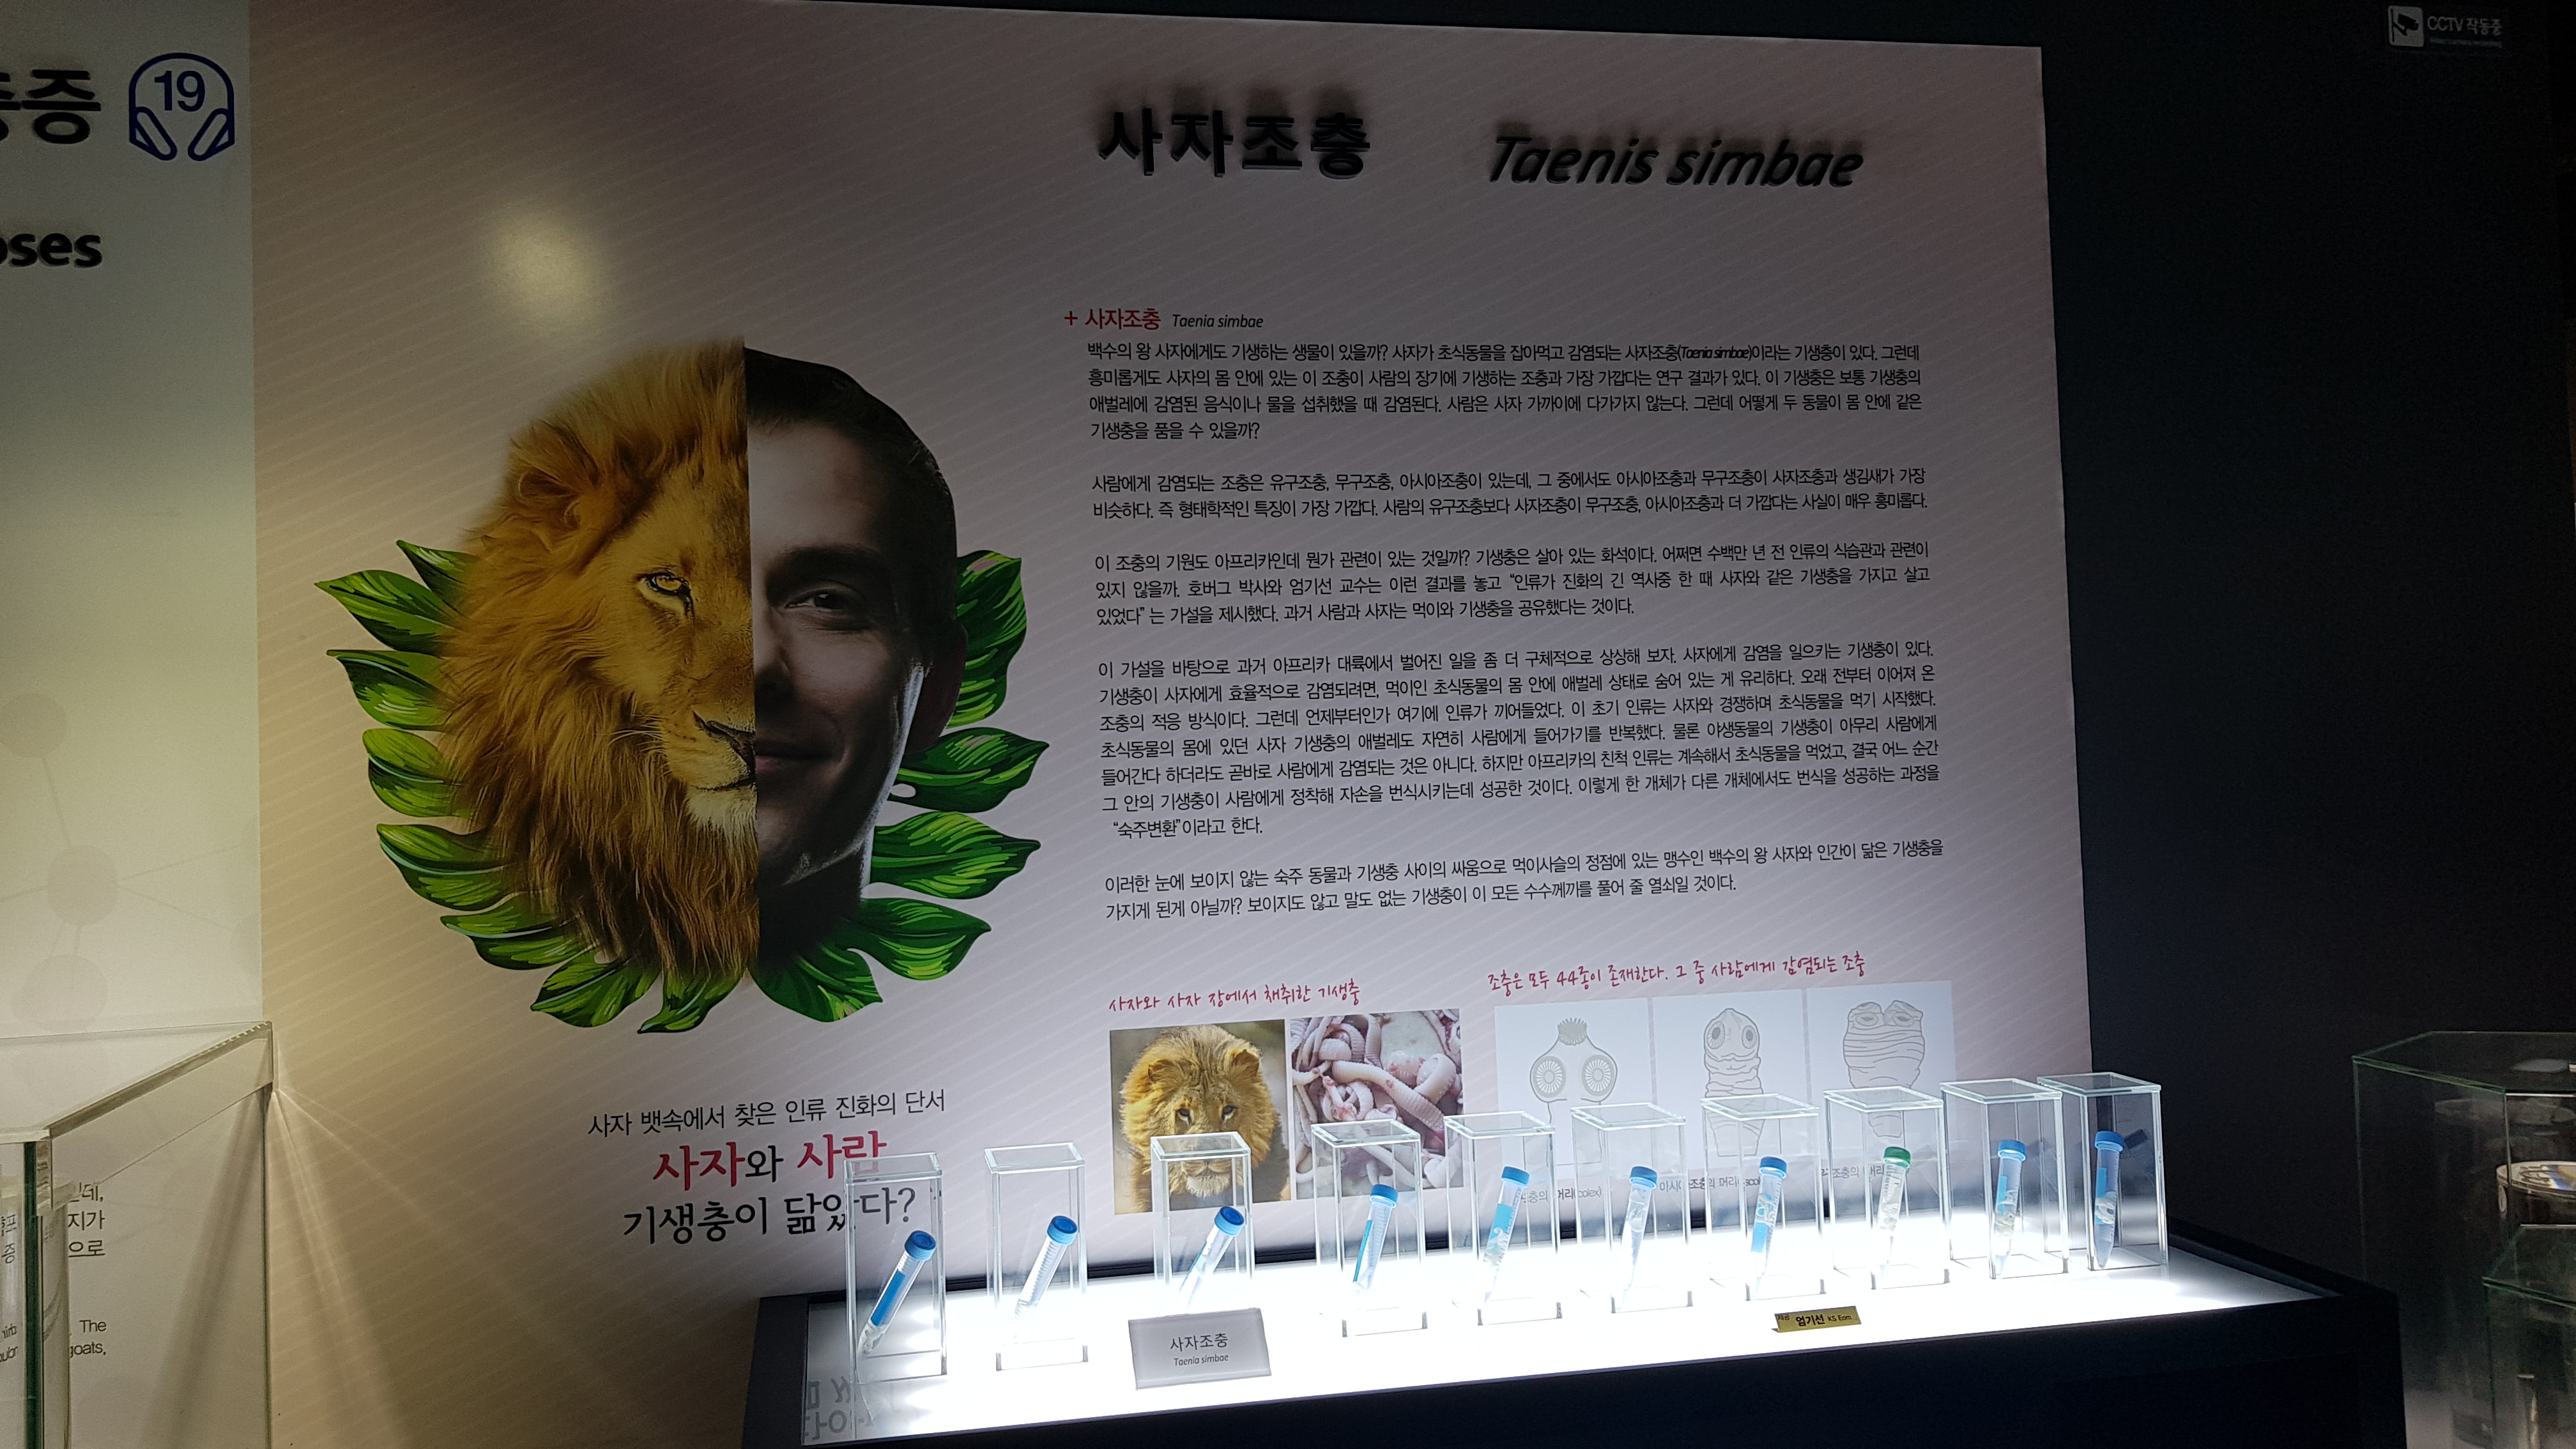 증
19
oses
사자조충
Taenis simbae
CCTV 작동중
+ 사자조충 Taenia simbae
백수의 왕 사자에게도 기생하는 생물이 있을까? 사자가 초식동물을 잡아먹고 감염되는 사자조충(Taenia simbae)이라는 기생충이 있다. 그런데
흥미롭게도 사자의 몸 안에 있는 이 조충이 사람의 장기에 기생하는 조충과 가장 가깝다는 연구 결과가 있다. 이 기생충은 보통 기생충의
애벌레에 감염된 음식이나 물을 섭취했을 때 감염된다. 사람은 사자 가까이에 다가가지 않는다. 그런데 어떻게 두 동물이 몸 안에 같은
기생충을 품을 수 있을까?
사람에게 감염되는 조충은 유구조충, 무구조충, 아시아조충이 있는데, 그 중에서도 아시아조충과 무구조충이 사자조충과 생김새가 가장
비슷하다. 즉 형태학적인 특징이 가장 가깝다. 사람의 유구조충보다 사자조충이 무구조충, 아시아조충과 더 가깝다는 사실이 매우 흥미롭다.
이 조충의 기원도 아프리카인데 뭔가 관련이 있는 것일까? 기생충은 살아 있는 화석이다. 어쩌면 수백만 년 전 인류의 식습관과 관련이
있지 않을까. 호버그 박사와 엄기선 교수는 이런 결과를 놓고 “인류가 진화의 긴 역사중 한 때 사자와 같은 기생충을 가지고 살고
있었다” 는 가설을 제시했다. 과거 사람과 사자는 먹이와 기생충을 공유했다는 것이다.
이 가설을 바탕으로 과거 아프리카 대륙에서 벌어진 일을 좀 더 구체적으로 상상해 보자. 사자에게 감염을 일으키는 기생충이 있다.
기생충이 사자에게 효율적으로 감염되려면, 먹이인 초식동물의 몸 안에 애벌레 상태로 숨어 있는 게 유리하다. 오래 전부터 이어져 온
조충의 적응 방식이다. 그런데 언제부터인가 여기에 인류가 끼어들었다. 이 초기 인류는 사자와 경쟁하며 초식동물을 먹기 시작했다.
초식동물의 몸에 있던 사자 기생충의 애벌레도 자연히 사람에게 들어가기를 반복했다. 물론 야생동물의 기생충이 아무리 사람에게
들어간다 하더라도 곧바로 사람에게 감염되는 것은 아니다. 하지만 아프리카의 친척 인류는 계속해서 초식동물을 먹었고, 결국 어느 순간
그 안의 기생충이 사람에게 정착해 자손을 번식시키는데 성공한 것이다. 이렇게 한 개체가 다른 개체에서도 번식을 성공하는 과정을
“숙주변환”이라고 한다.
이러한 눈에 보이지 않는 숙주 동물과 기생충 사이의 싸움으로 먹이사슬의 정점에 있는 맹수인 백수의 왕 사자와 인간이 닮은 기생충을
가지게 된게 아닐까? 보이지도 않고 말도 없는 기생충이 이 모든 수수께끼를 풀어 줄 열쇠일 것이다.
사자와 사자 장에서 채취한 기생충
조충은 모두 44종이 존재한다. 그 중 사람에게 감염되는 조충
사자 뱃속에서 찾은 인류 진화의 단서
사자와 사람
기생충이 닮았다?
사자조충
Taenia simbae
엄기선 KS Eom
지가
으로
The
goats,